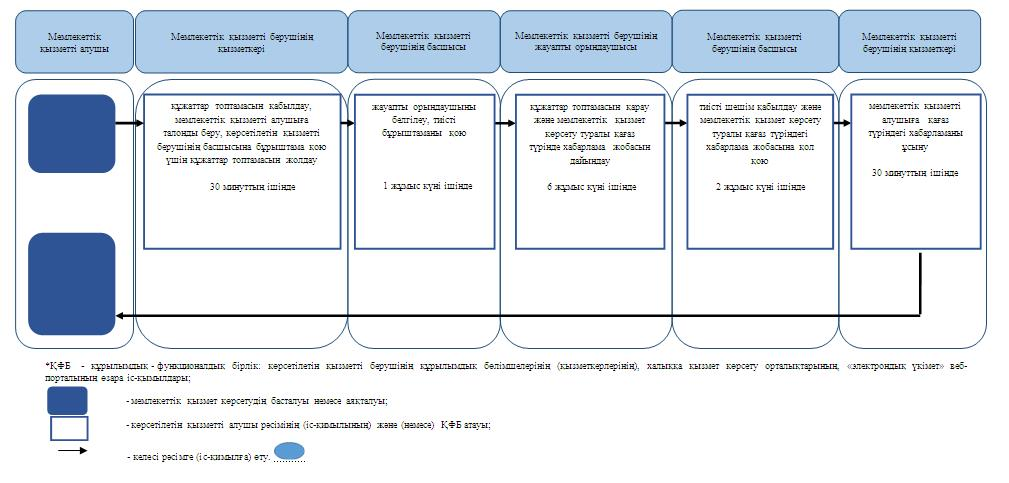 Мемлекеттік
қызметті алушы
Мемлекеттік қызметті берушінің
қызметкері
Мемлекеттік қызметті
берушінің басшысы
Мемлекеттік қызметті берушінің
жауапты орындаушысы
Мемлекеттік қызметті
берушінің басшысы
Мемлекеттік қызметті
берушінің қызметкері
құжаттар топтамасын қабылдау,
мемлекеттік қызметті алушыға
талонды беру, көрсетілетін қызметті
берушінің басшысына бұрыштама қою
үшін құжаттар топтамасын жолдау
30 минуттың ішінде
жауапты орындаушыны
белгілеу, тиісті
бұрыштаманы қою
1 жұмыс күні ішінде
құжаттар топтамасын қарау
және мемлекеттік қызмет
көрсету туралы қағаз
түрінде хабарлама жобасын
дайындау
6 жұмыс күні ішінде
тиісті шешім қабылдау және
мемлекеттік қызмет көрсету
туралы қағаз түріндегі
хабарлама жобасына қол
қою
2 жұмыс күні ішінде
мемлекеттік қызметті
алушыға қағаз
түріндегі хабарламаны
ұсыну
30 минуттың ішінде
*ҚФБ - құрылымдық - функционалдық бірлік: көрсетілетін қызметті берушінің құрылымдық бөлімшелерінің (қызметкерлерінің), халыққа қызмет көрсету орталықтарының, «электрондық үкімет» веб-
порталының өзара іс-қимылдары;
- мемлекеттік қызмет көрсетудің басталуы немесе аяқталуы;
- көрсетілетін қызметті алушы рәсімінің (іс-қимылының) және (немесе) ҚФБ атауы;
- келесі рәсімге (іс-қимылға) өту.